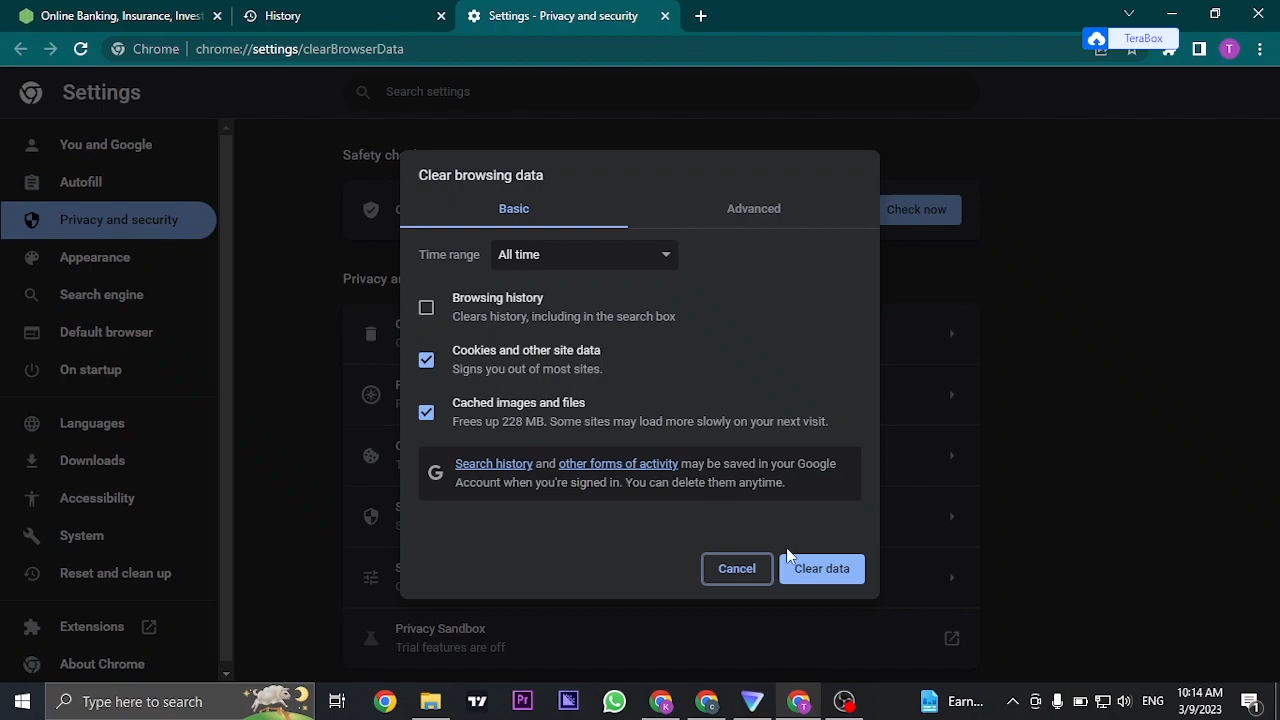 Online Banking, Insurance, Invest
History
Settings - Privacy and security
Chrome
chrome://settings/clearBrowserData
TeraBox
T
Settings
Search settings
You and Google
Autofill
Privacy and security
Appearance
Search engine
Default browser
On startup
Languages
Downloads
Accessibility
System
Reset and clean up
Extensions
About Chrome
Safety che
Check now
Privacy a
Clear browsing data
Basic
Advanced
Time range
All time
Browsing history
Clears history, including in the search box
Cookies and other site data
Signs you out of most sites.
Cached images and files
Frees up 228 MB. Some sites may load more slowly on your next visit.
G
Search history and other forms of activity may be saved in your Google
Account when you're signed in. You can delete them anytime.
Cancel
Clear data
Privacy Sandbox
Trial features are off
Type here to search
Pr
K
T
Earn...
ENG
10:14 AM
3/9/2023
1